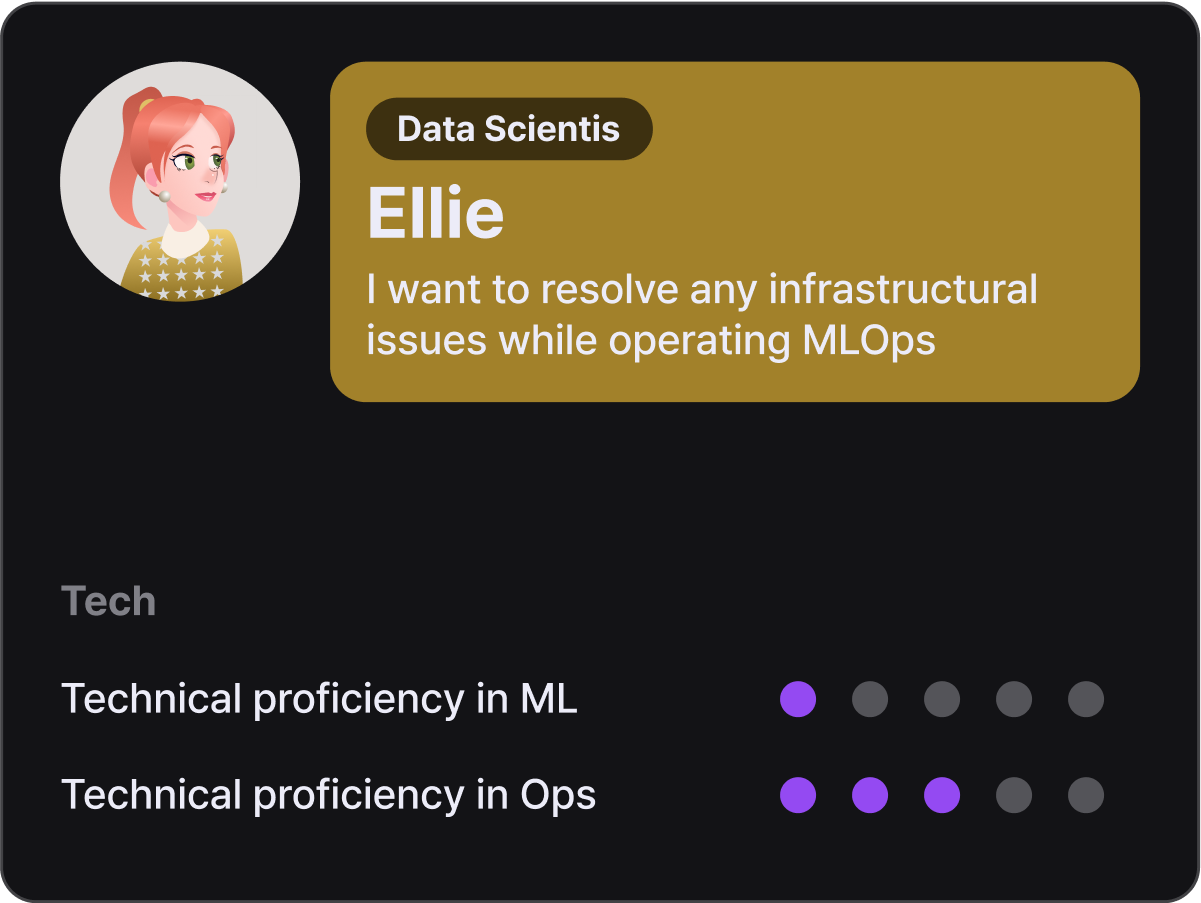 Data Scientis
Ellie
I want to resolve any infrastructural
issues while operating MLOps
Tech
Technical proficiency in ML
Technical proficiency in Ops